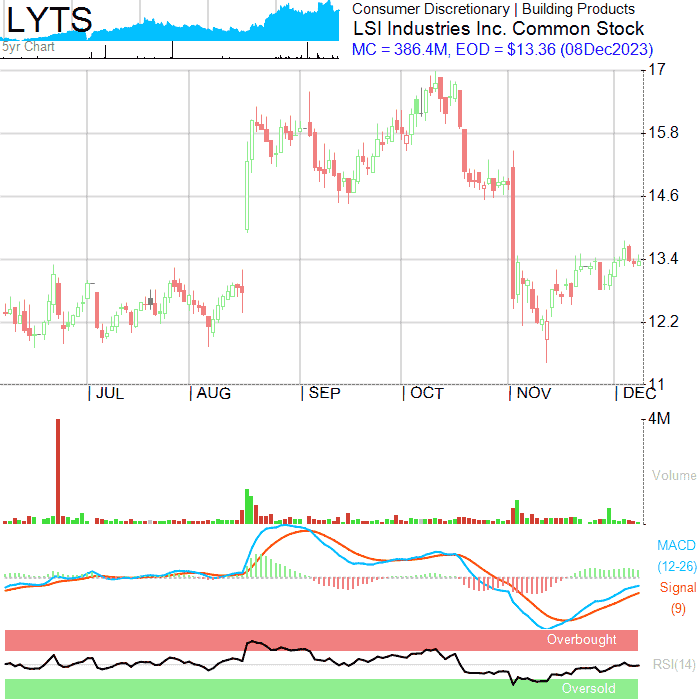 LYTS
5yr Chart
Consumer Discretionary | Building Products
LSI Industries Inc. Common Stock
MC = 386.4M, EOD = $13.36 (08Dec2023)
17
15.8
14.6
13.4
12.2
11
JUL
AUG
SEP
OCT
NOV
DEC
4M
Volume
MACD
(12-26)
Signal
(9)
Overbought
RSI(14)
Oversold